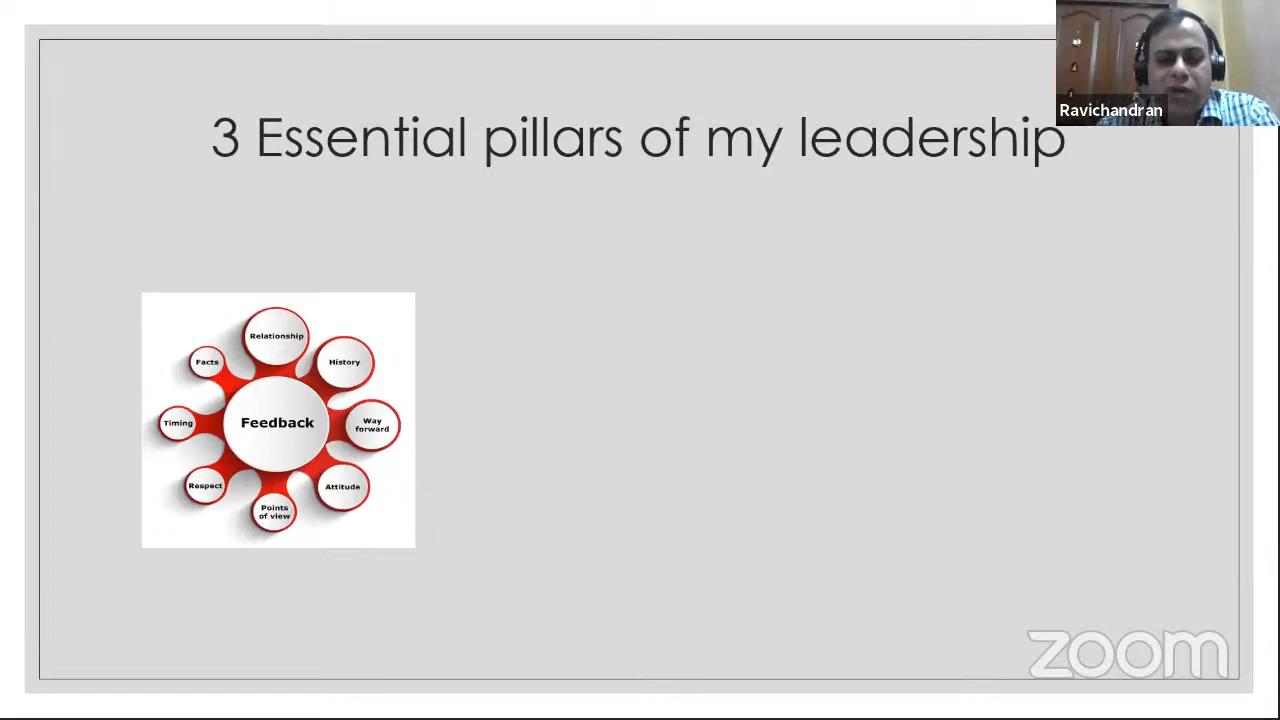 Ravichandran
3 Essential pillars of my leadership
Relationship
Facts
History
Feedback
Timing
Way
forward
Respect
Attitude
Points
of view
zoom